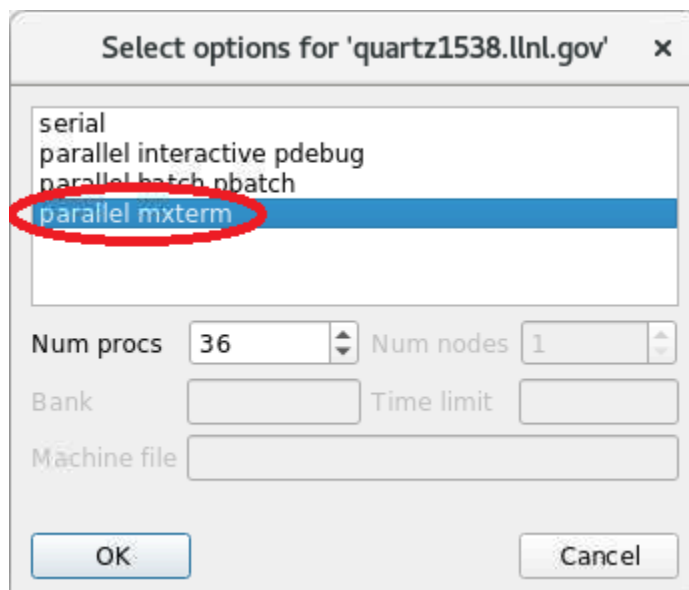 Select options for 'quartz1538.llnl.gov' ×
serial
parallel interactive pdebug
parallel batch pbatch
parallel mxterm
Num procs 36 Num nodes 1
Bank Time limit
Machine file
OK Cancel